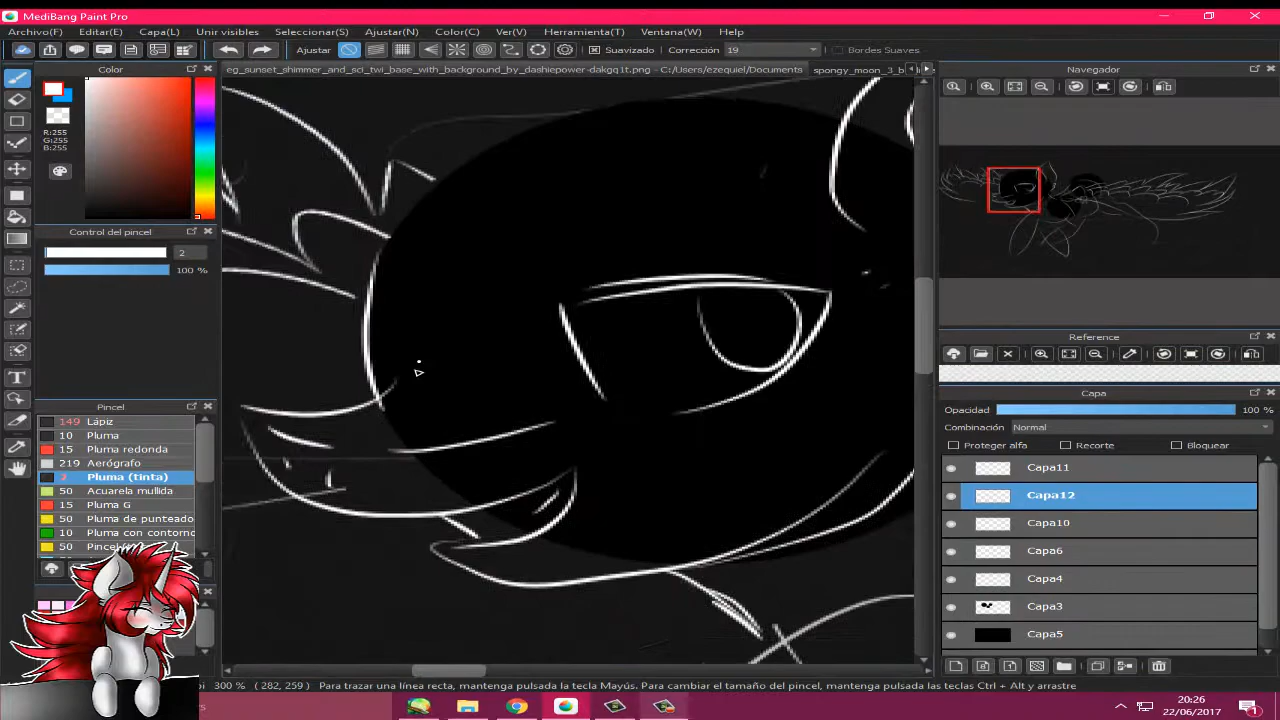 MediBang Paint Pro
Archivo(F) Editar(E) Capa(L) Usar vinculos Seleccionar(S) Ajustar(N) Color(C) Ver(V) Herramienta(T) Ventana(W) Help
Ajustar Suavizado Corrección 19 Bordes Suaves
eg_sunset_shimmer_and_sci_twi_base_with_background_by_dashiepower-dakgq1t.png - C:/Users/ezequiel/Documents spongy_moon_3_b
Color
R:255
G:255
B:255
Control del pincel
2
100 %
Pincel
149 Lápiz
10 Pluma
15 Pluma redonda
219 Aerógrafo
Pluma (tinta)
50 Acuarela mullida
15 Pluma G
50 Pluma de punteado
10 Pluma con contorno
50 Pincel
Navegador
Reference
Capa
Opacidad 100 %
Combinación Normal
Proteger alfa Recorte Bloquear
Capa11
Capa12
Capa10
Capa6
Capa4
Capa3
Capa5
300 % (282, 259) Para trazar una línea recta, mantenga pulsada la tecla Mayús. Para cambiar el tamaño del pincel, mantenga pulsadas las teclas Ctrl + Alt y arrastre
20:26
22/06/2017
1